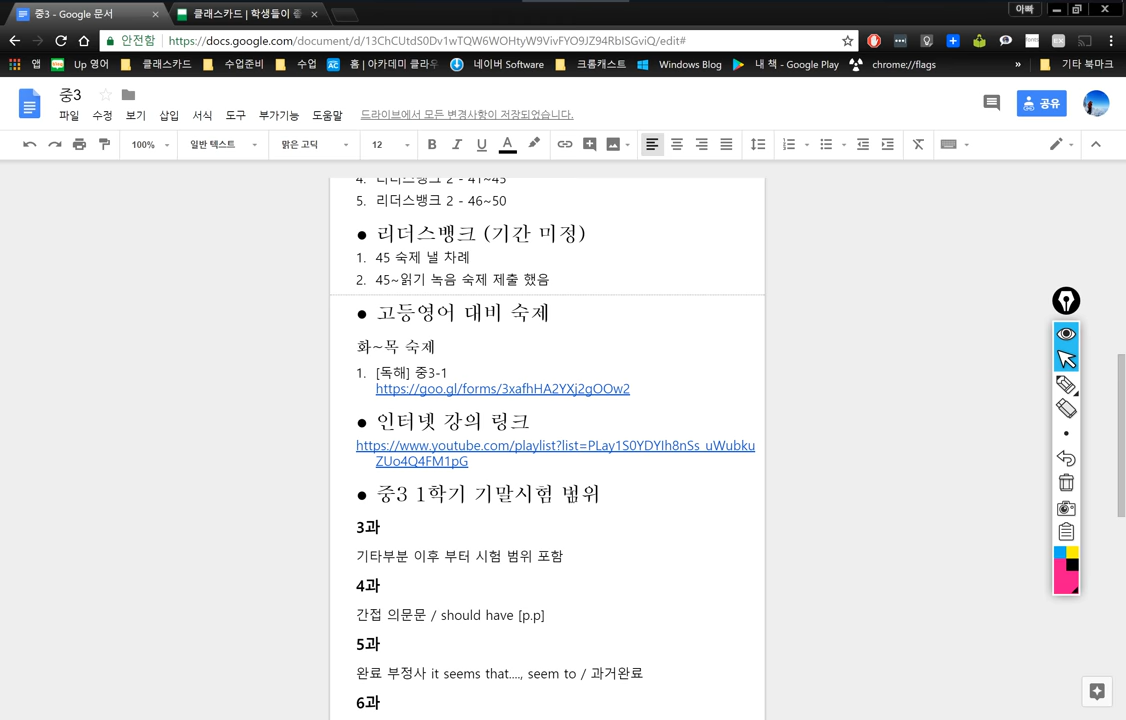 중3 - Google 문서
클래스카드 | 학생들이 줄
아빠
안전함
https://docs.google.com/document/d/13ChCUtdS0Dv1wTQW6WOHtyW9VivFYO9JZ94RbISGviQ/edit#
앱 Up 영어 클래스카드 수업준비 수업 홈 | 아카데미 클라우 네이버 Software 크롬캐스트 Windows Blog 내 책 - Google Play chrome://flags » 기타 북마크
중3
파일 수정 보기 삽입 서식 도구 부가기능 도움말 드라이브에서 모든 변경사항이 저장되었습니다.
공유
100% 일반 텍스트 맑은 고딕 12 B I U A
4. 리더스뱅크 2 - 41~45
5. 리더스뱅크 2 - 46~50
● 리더스뱅크 (기간 미정)
1. 45 숙제 낼 차례
2. 45~읽기 녹음 숙제 제출 했음
● 고등영어 대비 숙제
화~목 숙제
1. [독해] 중3-1
https://goo.gl/forms/3xafhHA2YXj2gOOw2
● 인터넷 강의 링크
https://www.youtube.com/playlist?list=PLay1S0YDYIh8nSs_uWubku
ZUo4Q4FM1pG
● 중3 1학기 기말시험 범위
3과
기타부분 이후 부터 시험 범위 포함
4과
간접 의문문 / should have [p.p]
5과
완료 부정사 it seems that...., seem to / 과거완료
6과